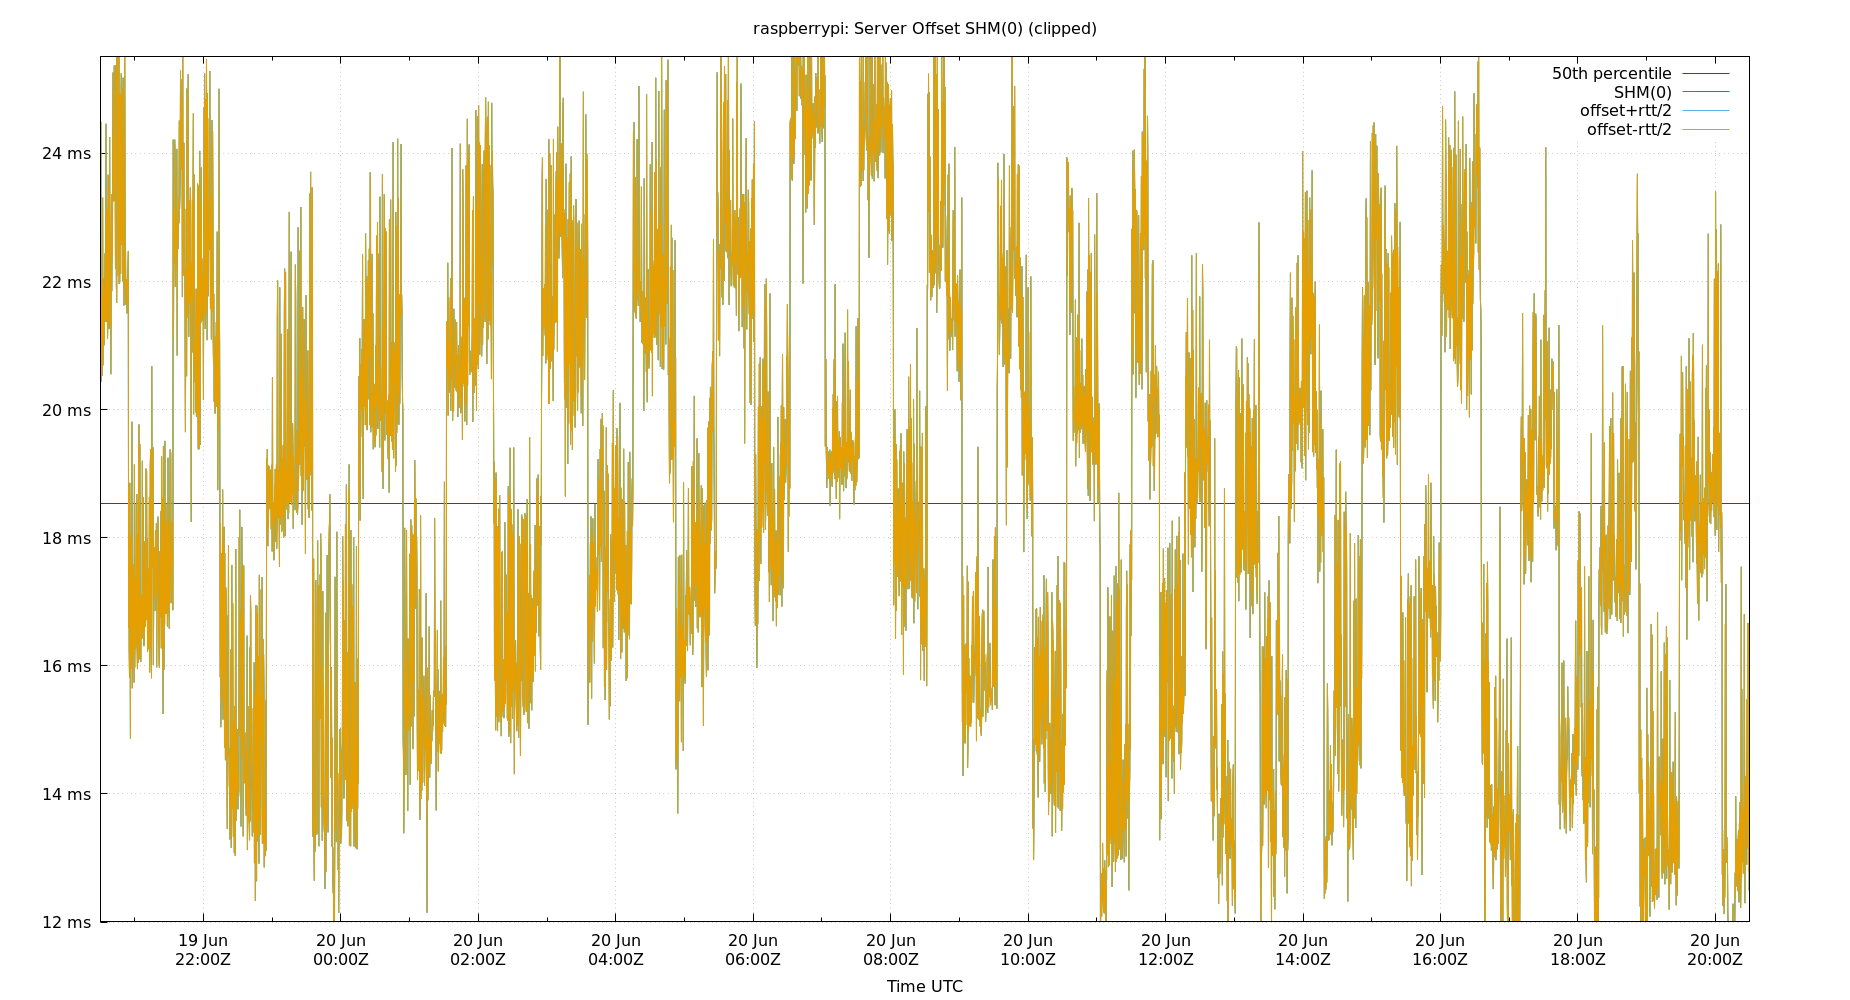 raspberrypi: Server Offset SHM(0) (clipped)
50th percentile
SHM(0)
offset+rtt/2
offset-rtt/2
24 ms
22 ms
20 ms
18 ms
16 ms
14 ms
12 ms
19 Jun 20 Jun 20 Jun 20 Jun 20 Jun 20 Jun 20 Jun 20 Jun 20 Jun 20 Jun 20 Jun 20 Jun
22:00Z 00:00Z 02:00Z 04:00Z 06:00Z 08:00Z 10:00Z 12:00Z 14:00Z 16:00Z 18:00Z 20:00Z
Time UTC